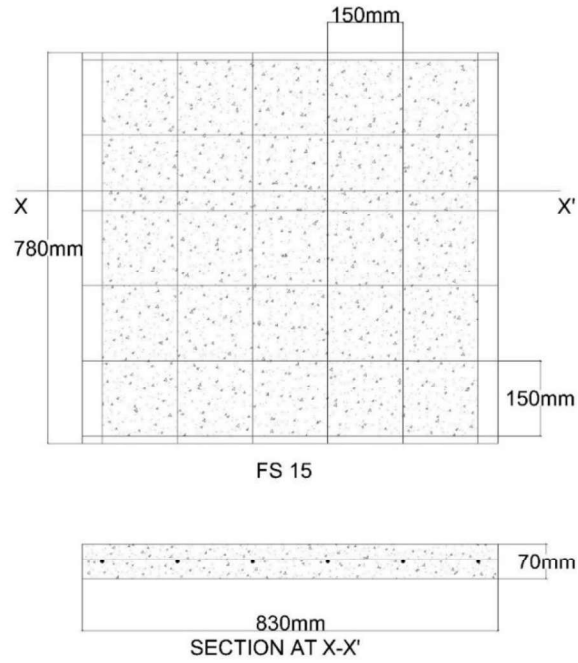 150mm
X X'
780mm
150mm
FS 15
70mm
830mm
SECTION AT X-X'